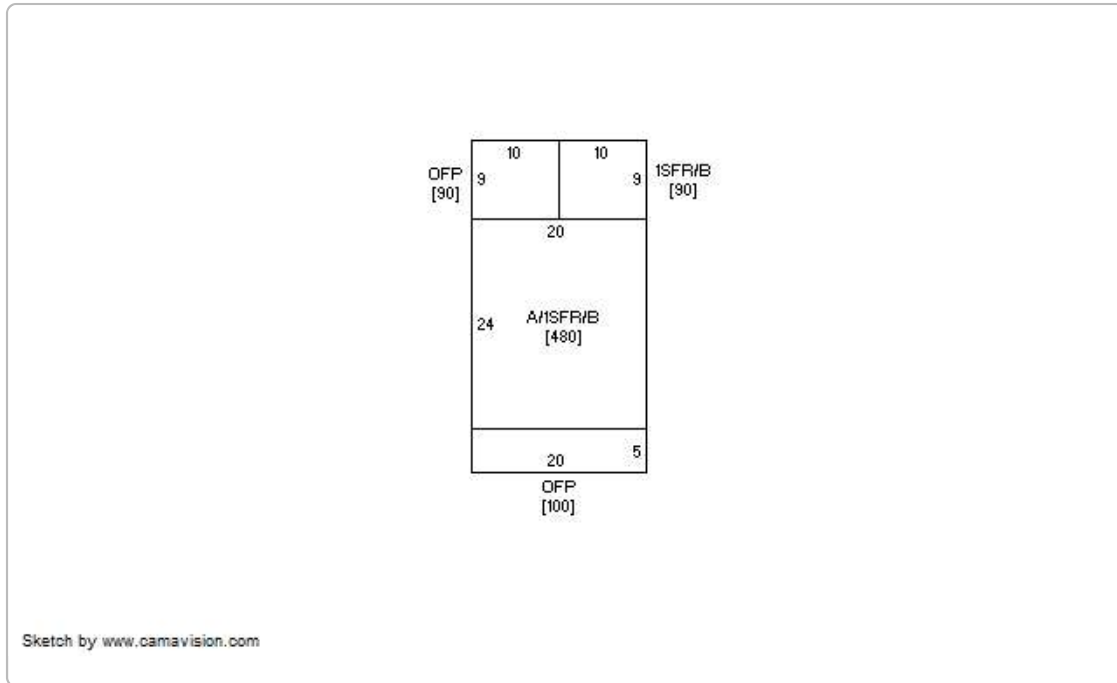 10 10
OFP 9 9 1SFR/B
[90] [90]
20
24 A/1SFR/B
[480]
5
20
OFP
[100]
Sketch by www.camavision.com